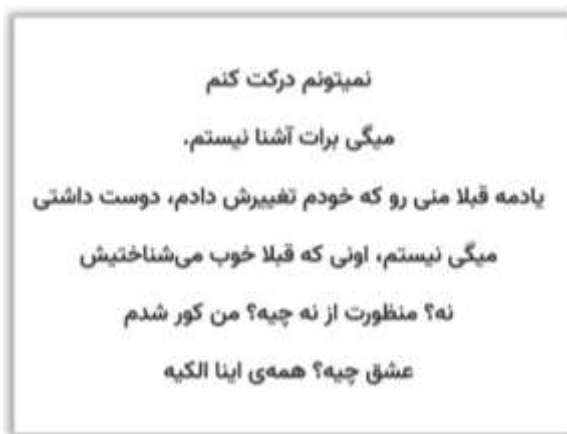 نمیتونم درکت کنم
میگی برات آشنا نیستم.
یادمه قبلا منی رو که خودم تغییرش دادم، دوست داشتی
میگی نیستم، اونی که قبلا خوب می‌شناختیش
نه؟ منظورت از نه چیه؟ من کور شدم
عشق چیه؟ همه‌ی اینا الکیه